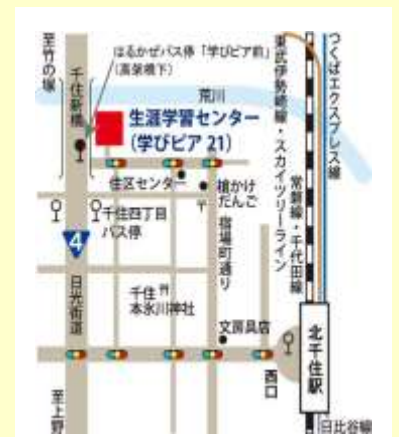 至竹の塚
千住新橋
はるかぜバス停「学びピア前」
(高架橋下)
荒川
生涯学習センター
(学びピア21)
東武伊勢崎線・スカイツリーライン
つくばエクスプレス線
常磐線・千代田線
住区センター
槍かけ
だんご
〒
千住四丁目
バス停
宿場町通り
4
日光街道
千住
本氷川神社
文房具店
北千住駅
西口
至上野
日比谷線